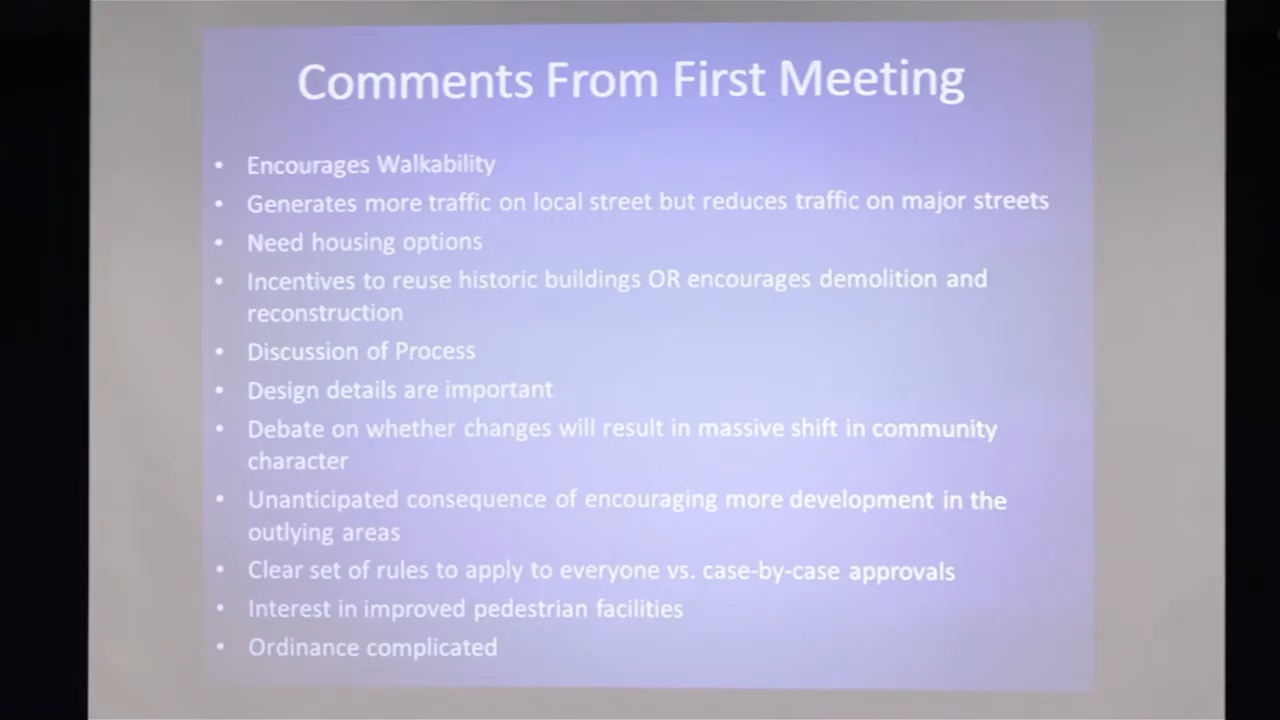 Comments From First Meeting
• Encourages Walkability
• Generates more traffic on local street but reduces traffic on major streets
• Need housing options
• Incentives to reuse historic buildings OR encourages demolition and
reconstruction
• Discussion of Process
• Design details are important
• Debate on whether changes will result in massive shift in community
character
• Unanticipated consequence of encouraging more development in the
outlying areas
• Clear set of rules to apply to everyone vs. case-by-case approvals
• Interest in improved pedestrian facilities
• Ordinance complicated